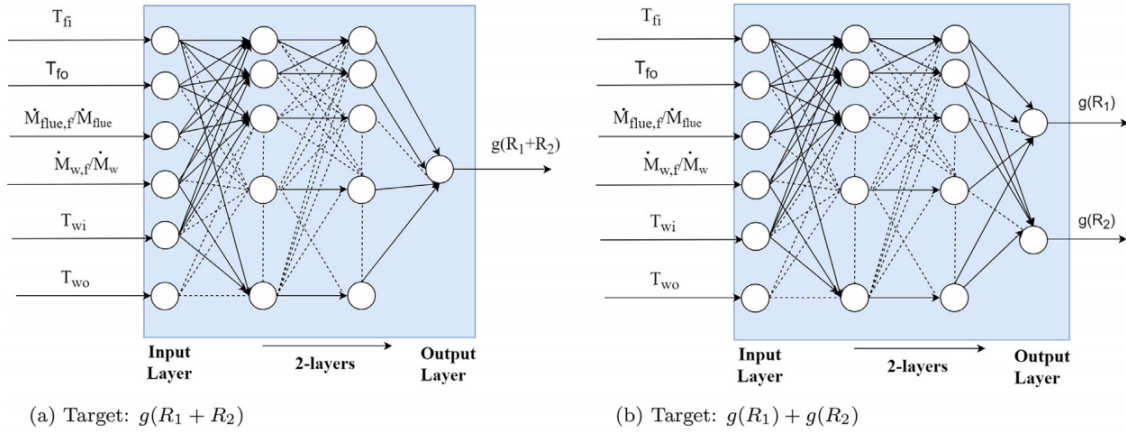 T_fi
T_fo
Ṁ_flue,f/Ṁ_flue
Ṁ_w,f/Ṁ_w
T_wi
T_wo
g(R_1+R_2)
Input
Layer
2-layers
Output
Layer
(a) Target: g(R_1 + R_2)
T_fi
T_fo
Ṁ_flue,f/Ṁ_flue
Ṁ_w,f/Ṁ_w
T_wi
T_wo
g(R_1)
g(R_2)
Input
Layer
2-layers
Output
Layer
(b) Target: g(R_1) + g(R_2)